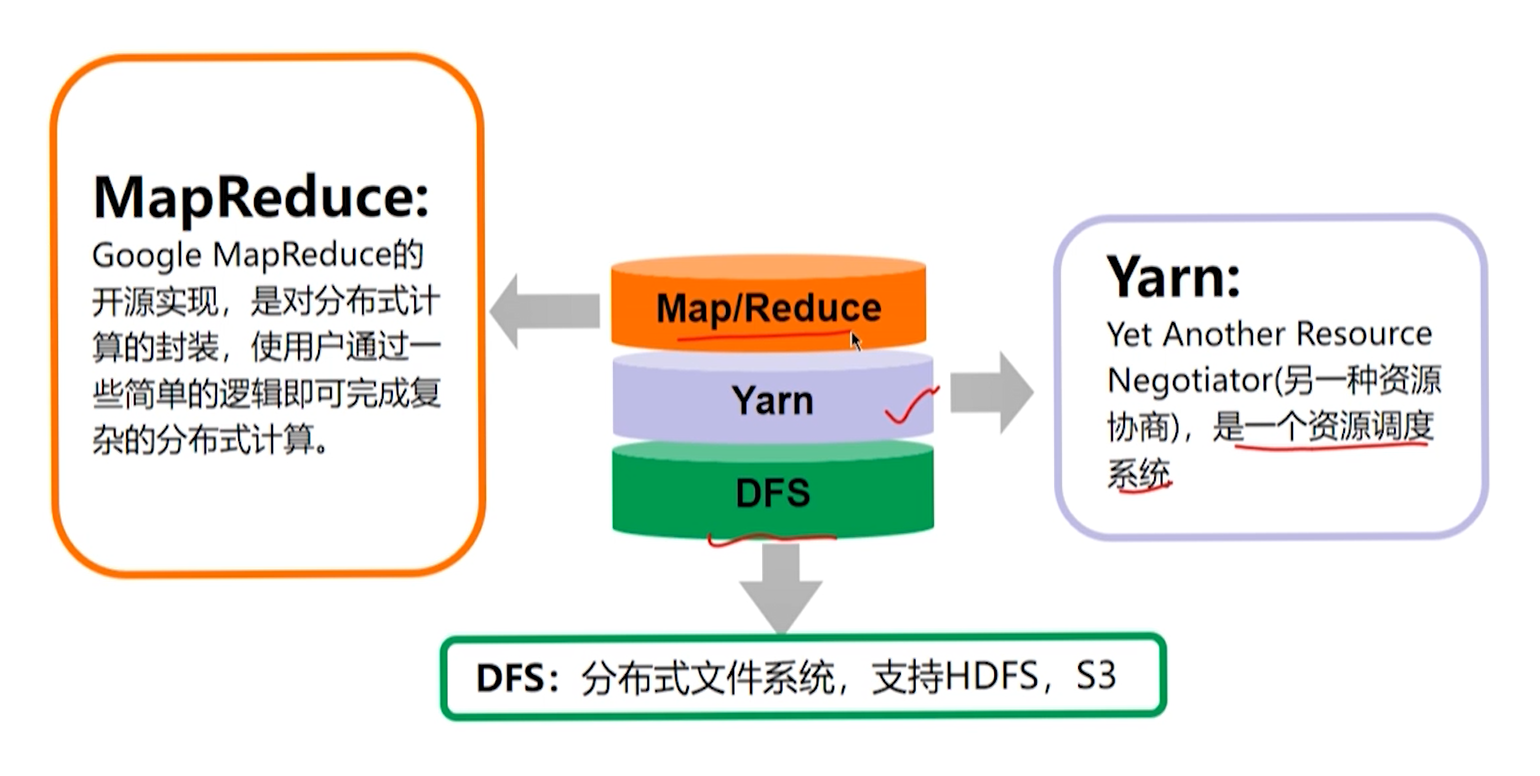 MapReduce:
Google MapReduce的
开源实现，是对分布式计
算的封装，使用户通过一
些简单的逻辑即可完成复
杂的分布式计算。
Map/Reduce
Yarn
DFS
Yarn:
Yet Another Resource
Negotiator(另一种资源
协商)，是一个资源调度
系统
DFS：分布式文件系统，支持HDFS，S3